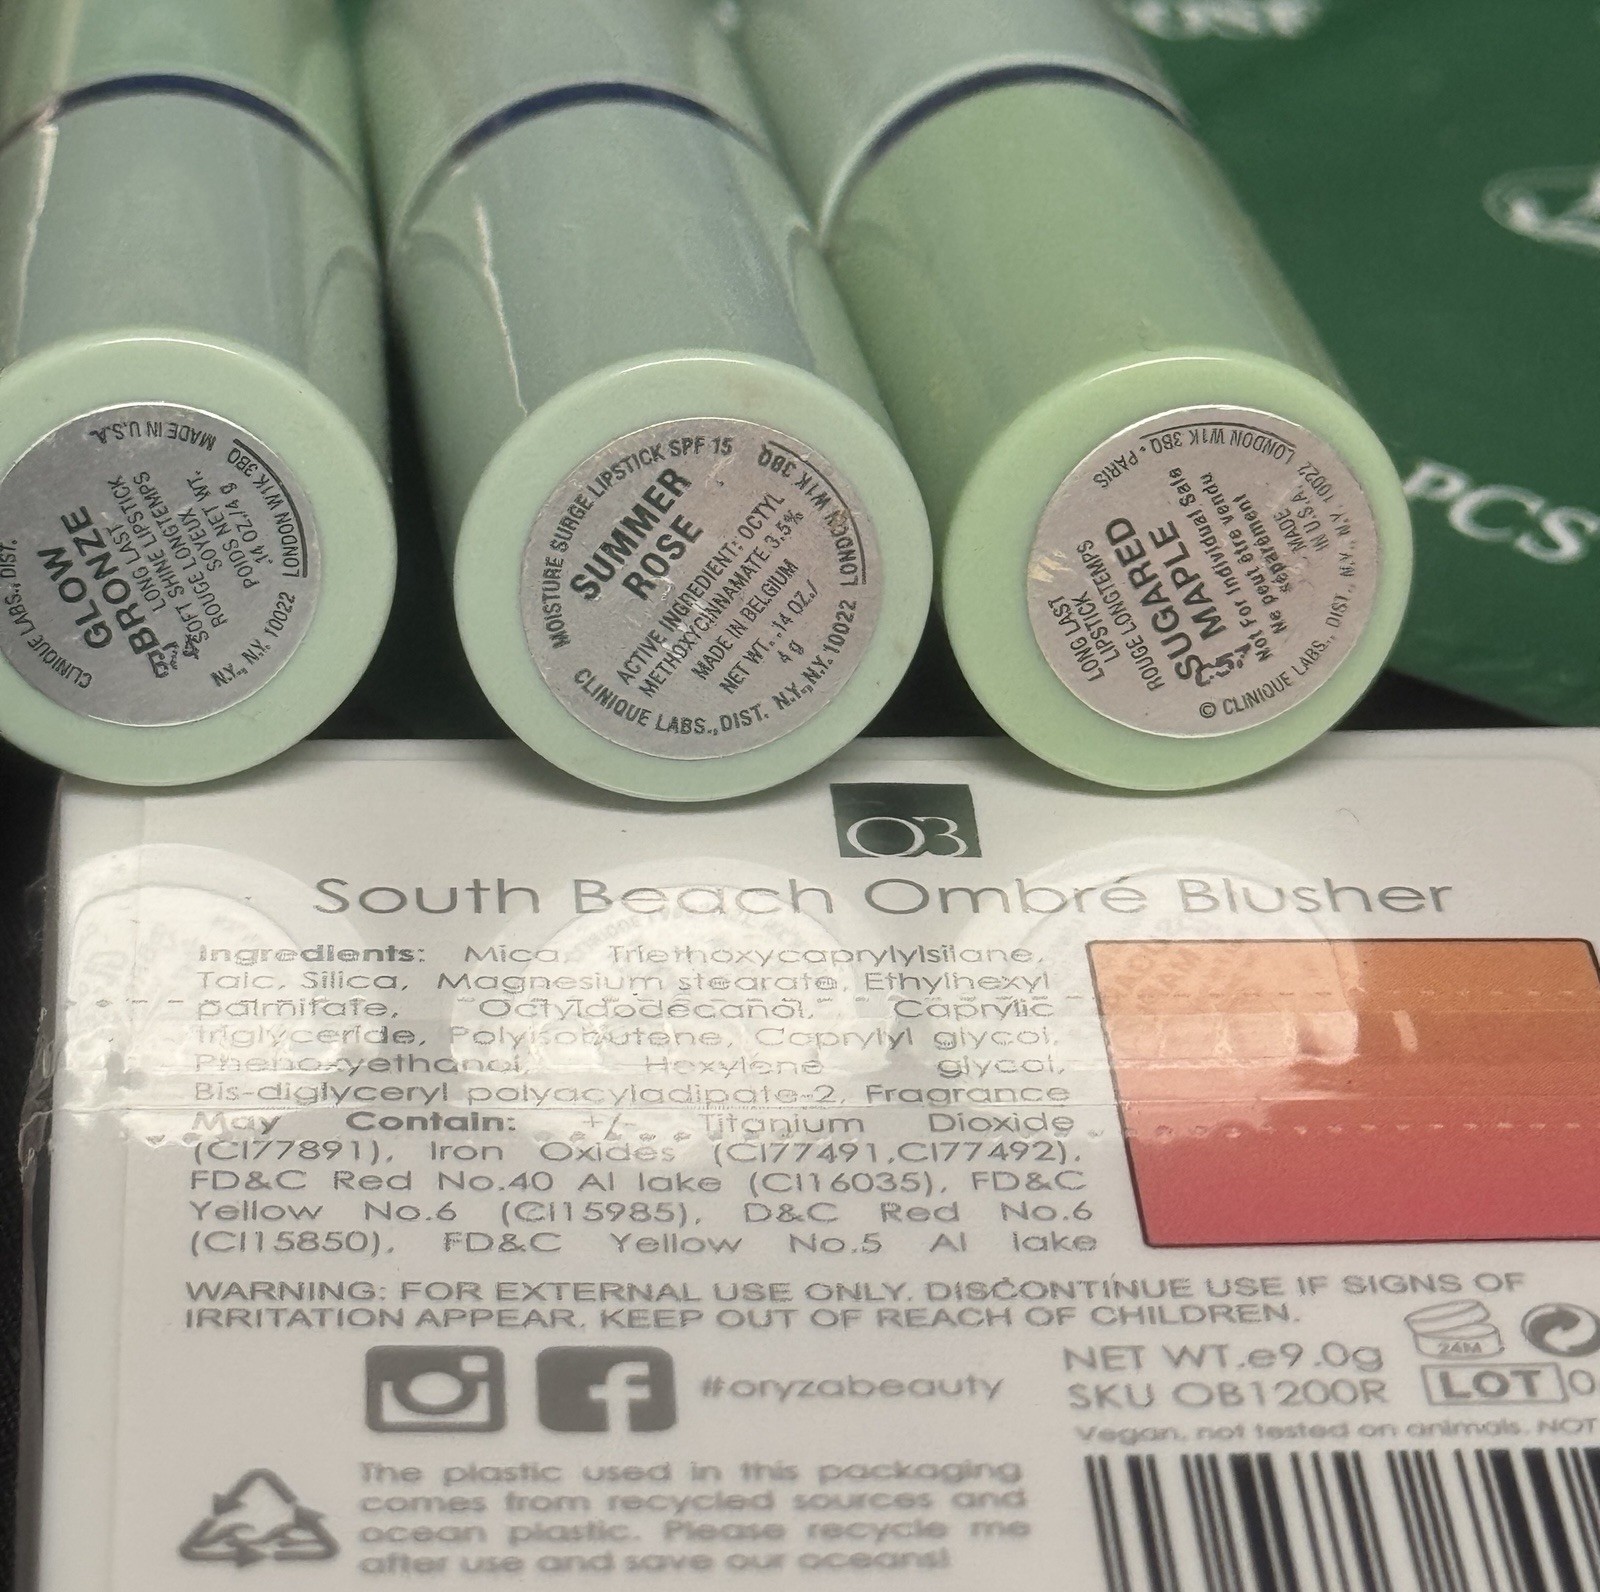 CLINIQUE LABS., DIST.
N.Y., N.Y. 10022
LONDON W1K 3BQ
MADE IN U.S.A.
GLOW
BRONZE
LONG LAST
SOFT SHINE LIPSTICK
ROUGE LONGTEMPS
SOYEUX
POIDS NET WT.
.14 OZ./4 g
MOISTURE SURGE LIPSTICK SPF 15
SUMMER
ROSE
ACTIVE INGREDIENT: OCTYL
METHOXYCINNAMATE 3.5%
MADE IN BELGIUM
NET WT. .14 OZ./
4 g
CLINIQUE LABS., DIST. N.Y., N.Y. 10022
LONDON W1K 3BQ
LONG LAST
LIPSTICK
ROUGE LONGTEMPS
SUGARED
MAPLE
Not For Individual Sale
Ne peut être vendu
séparément
MADE
IN U.S.A.
© CLINIQUE LABS., DIST., N.Y., N.Y. 10022
LONDON W1K 3BQ • PARIS
PCS
03
South Beach Ombré Blusher
Ingredients: Mica, Triethoxycaprylylsilane,
Talc, Silica, Magnesium stearate, Ethylhexyl
palmitate, Octyldodecanol, Caprylic
triglyceride, Polyisobutene, Caprylyl glycol,
Phenoxyethanol, Hexylene glycol,
Bis-diglyceryl polyacyladipate-2, Fragrance
May Contain: +/- Titanium Dioxide
(CI77891), Iron Oxides (CI77491,CI77492),
FD&C Red No.40 Al lake (CI16035), FD&C
Yellow No.6 (CI15985), D&C Red No.6
(CI15850), FD&C Yellow No.5 Al lake
WARNING: FOR EXTERNAL USE ONLY. DISCONTINUE USE IF SIGNS OF
IRRITATION APPEAR. KEEP OUT OF REACH OF CHILDREN.
#oryzabeauty
NET WT.e9.0g
24M
SKU OB1200R
LOT 0
Vegan, not tested on animals. NOT
The plastic used in this packaging
comes from recycled sources and
ocean plastic. Please recycle me
after use and save our oceans!